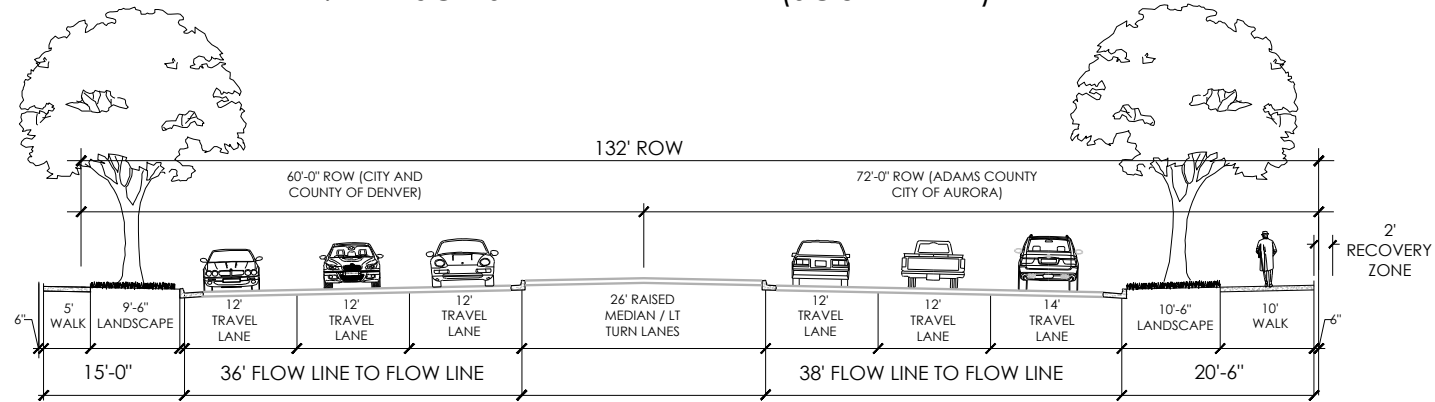 132' ROW
60'-0" ROW (CITY AND
COUNTY OF DENVER)
72'-0" ROW (ADAMS COUNTY
CITY OF AURORA)
2'
RECOVERY
ZONE
6"
5'
WALK
9'-6"
LANDSCAPE
12'
TRAVEL
LANE
12'
TRAVEL
LANE
12'
TRAVEL
LANE
26' RAISED
MEDIAN / LT
TURN LANES
12'
TRAVEL
LANE
12'
TRAVEL
LANE
14'
TRAVEL
LANE
10'-6"
LANDSCAPE
10'
WALK
6"
15'-0"
36' FLOW LINE TO FLOW LINE
38' FLOW LINE TO FLOW LINE
20'-6"